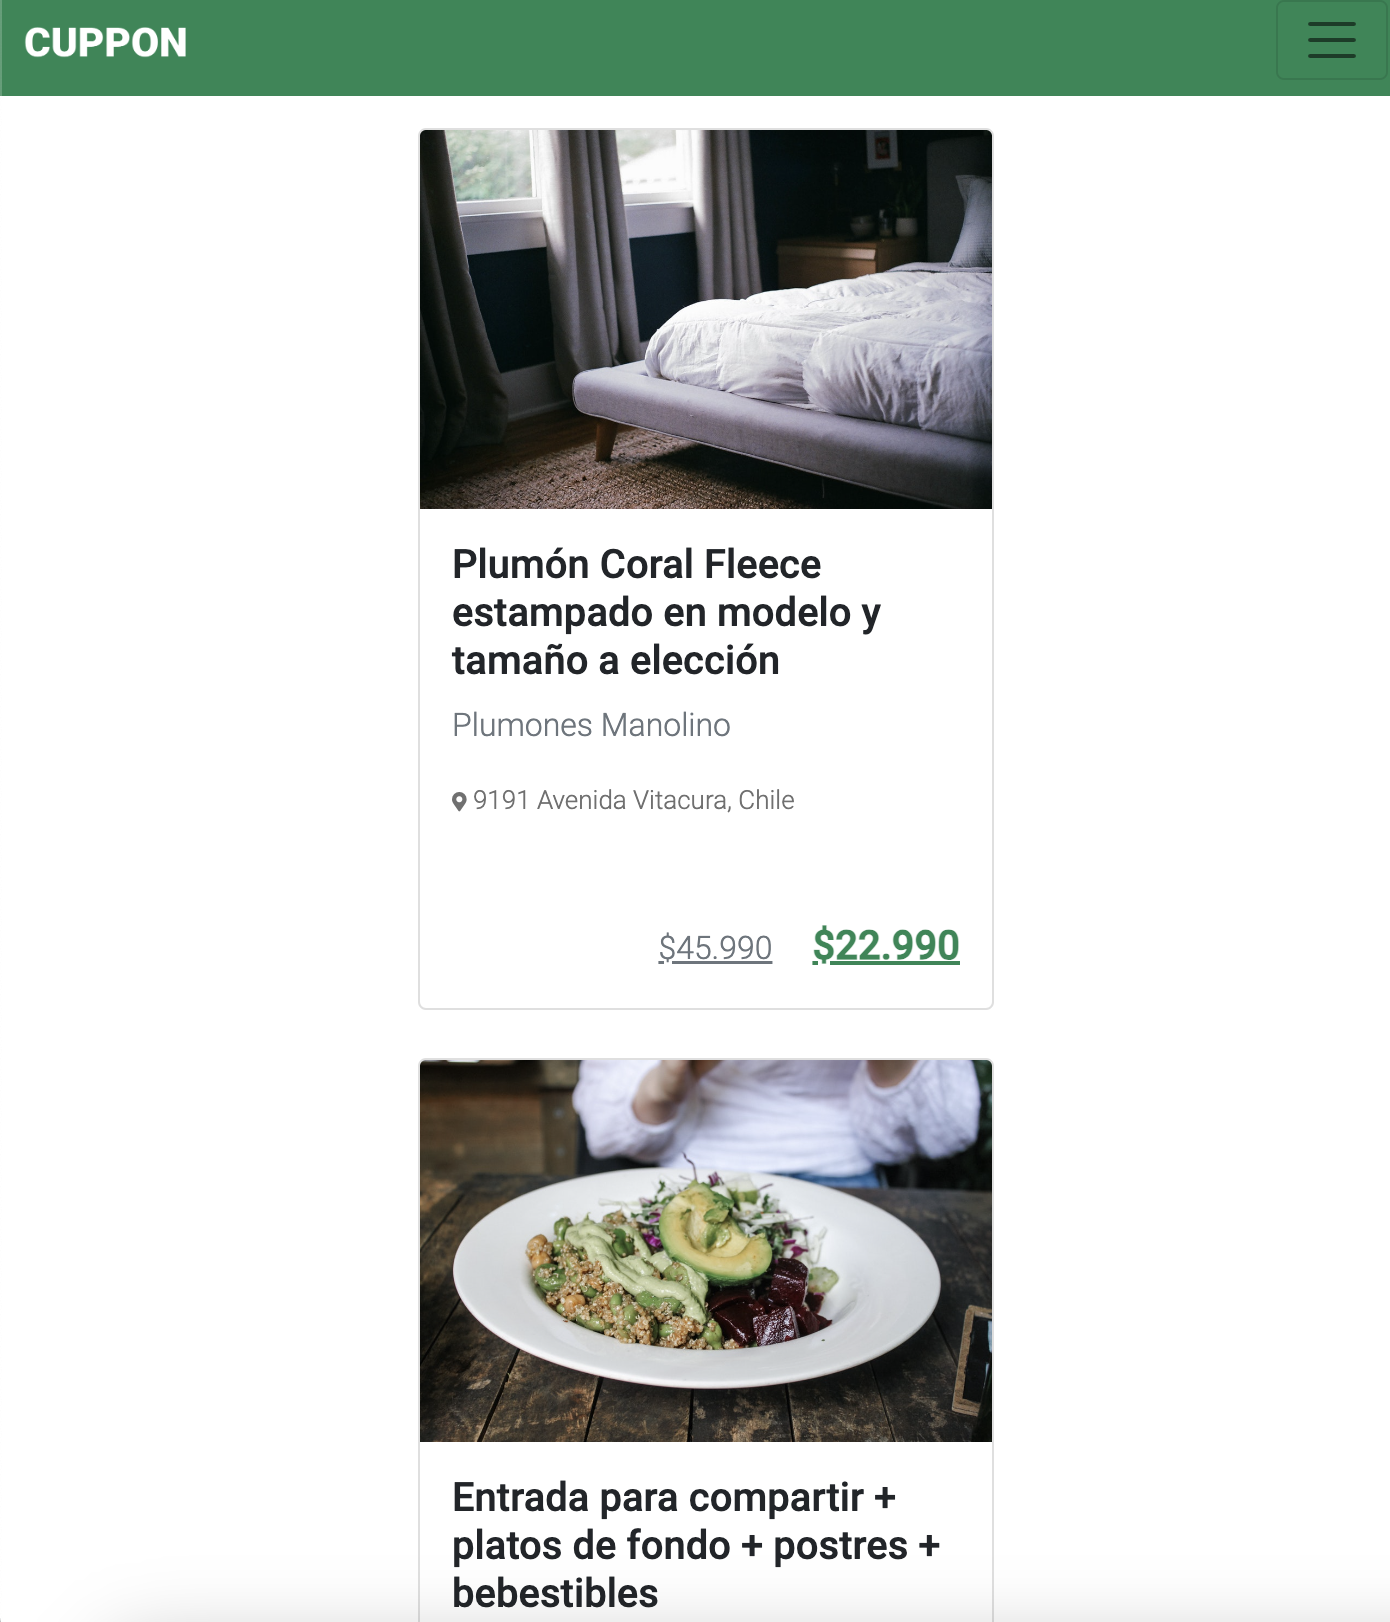 CUPPON
Plumón Coral Fleece
estampado en modelo y
tamaño a elección
Plumones Manolino
9191 Avenida Vitacura, Chile
$45.990 $22.990
Entrada para compartir +
platos de fondo + postres +
bebestibles